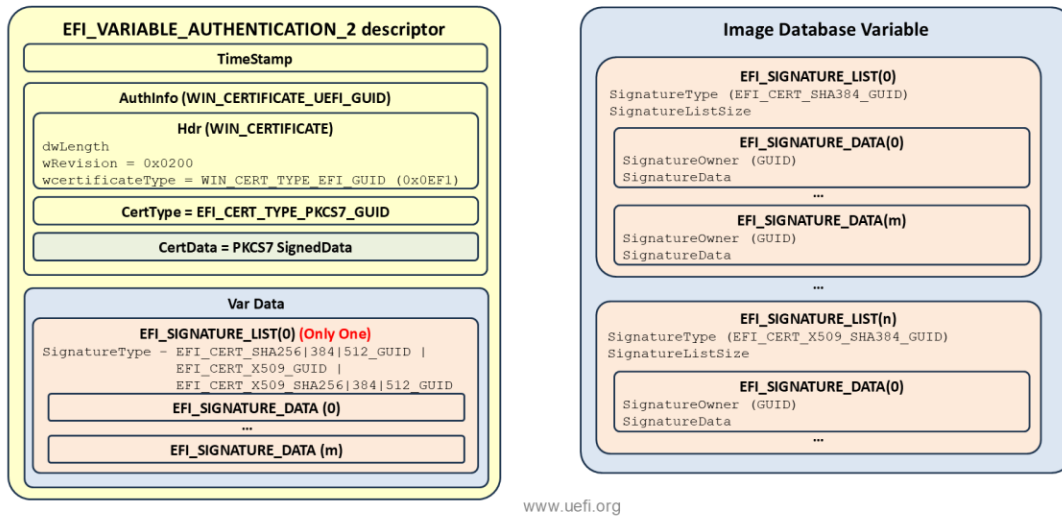 EFI_VARIABLE_AUTHENTICATION_2 descriptor
TimeStamp
AuthInfo (WIN_CERTIFICATE_UEFI_GUID)
Hdr (WIN_CERTIFICATE)
dwLength
wRevision = 0x0200
wcertificateType = WIN_CERT_TYPE_EFI_GUID (0x0EF1)
CertType = EFI_CERT_TYPE_PKCS7_GUID
CertData = PKCS7 SignedData
Var Data
EFI_SIGNATURE_LIST(0) (Only One)
SignatureType – EFI_CERT_SHA256|384|512_GUID |
EFI_CERT_X509_GUID |
EFI_CERT_X509_SHA256|384|512_GUID
EFI_SIGNATURE_DATA (0)
...
EFI_SIGNATURE_DATA (m)
Image Database Variable
EFI_SIGNATURE_LIST(0)
SignatureType (EFI_CERT_SHA384_GUID)
SignatureListSize
EFI_SIGNATURE_DATA(0)
SignatureOwner (GUID)
SignatureData
...
EFI_SIGNATURE_DATA(m)
SignatureOwner (GUID)
SignatureData
...
EFI_SIGNATURE_LIST(n)
SignatureType (EFI_CERT_X509_SHA384_GUID)
SignatureListSize
EFI_SIGNATURE_DATA(0)
SignatureOwner (GUID)
SignatureData
...
www.uefi.org